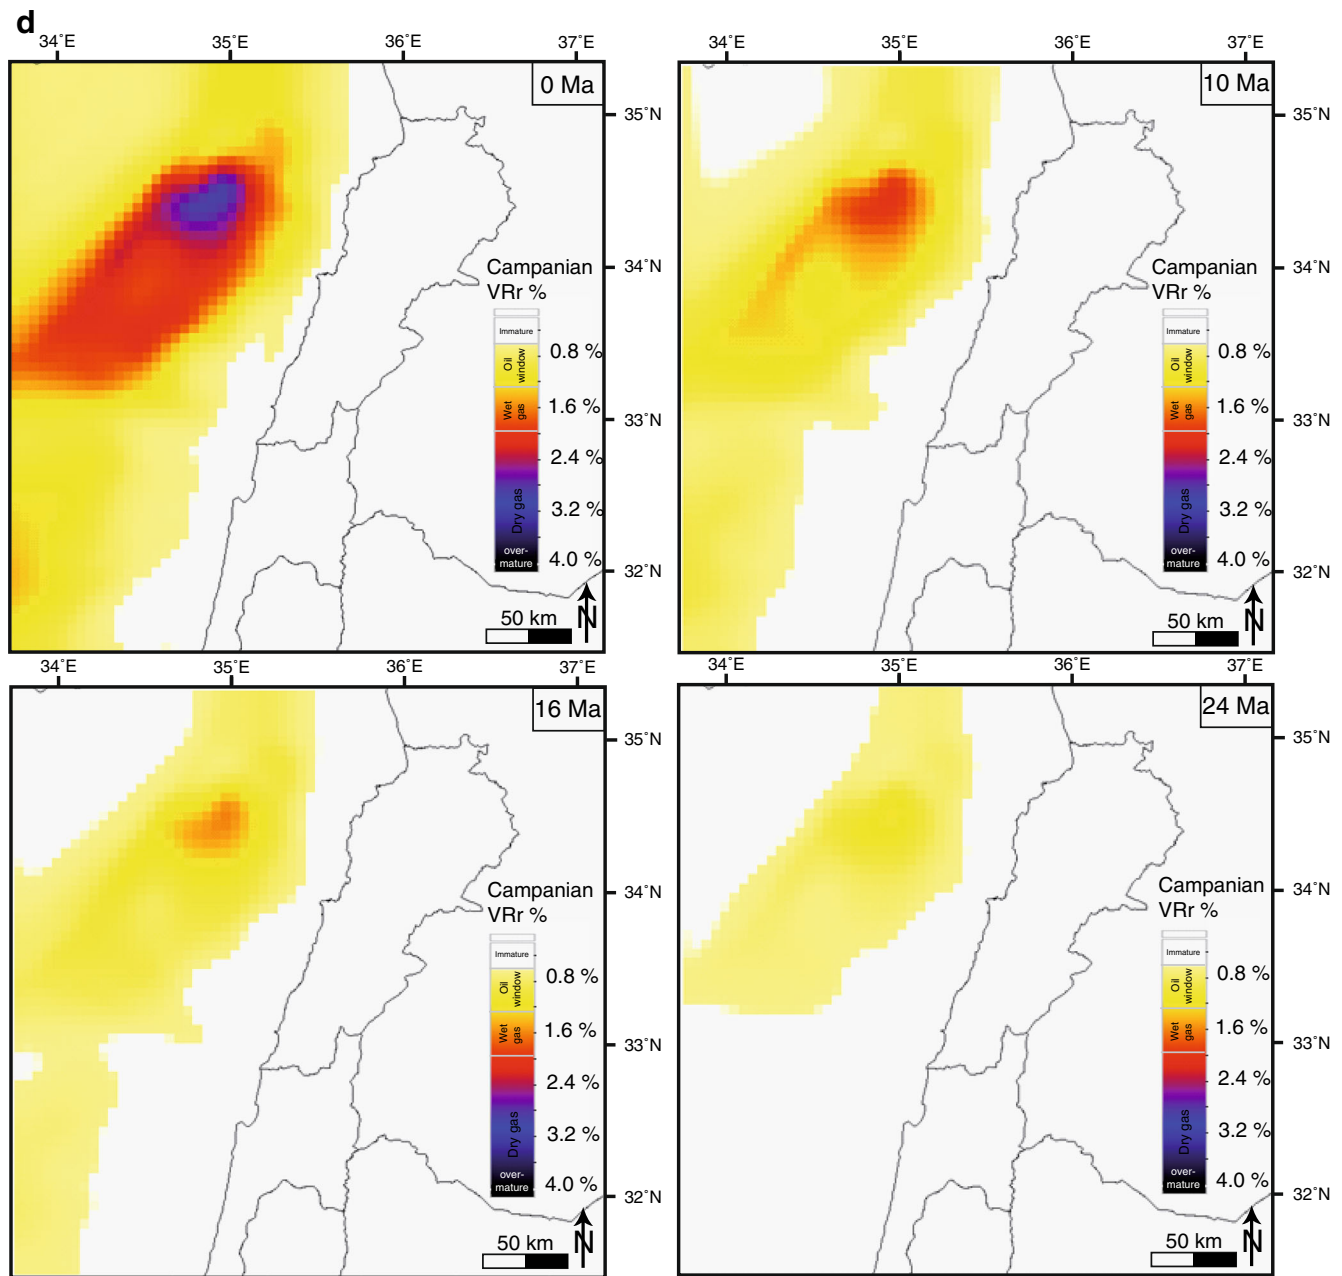 d
34°E 35°E 36°E 37°E
0 Ma
35°N
34°N
33°N
32°N
Campanian
VRr %
Immature
Oil window
Wet gas
Dry gas
over-
mature
0.8 %
1.6 %
2.4 %
3.2 %
4.0 %
50 km
N
34°E 35°E 36°E 37°E
10 Ma
35°N
34°N
33°N
32°N
Campanian
VRr %
Immature
Oil window
Wet gas
Dry gas
over-
mature
0.8 %
1.6 %
2.4 %
3.2 %
4.0 %
50 km
N
34°E 35°E 36°E 37°E
16 Ma
35°N
34°N
33°N
32°N
Campanian
VRr %
Immature
Oil window
Wet gas
Dry gas
over-
mature
0.8 %
1.6 %
2.4 %
3.2 %
4.0 %
50 km
N
34°E 35°E 36°E 37°E
24 Ma
35°N
34°N
33°N
32°N
Campanian
VRr %
Immature
Oil window
Wet gas
Dry gas
over-
mature
0.8 %
1.6 %
2.4 %
3.2 %
4.0 %
50 km
N